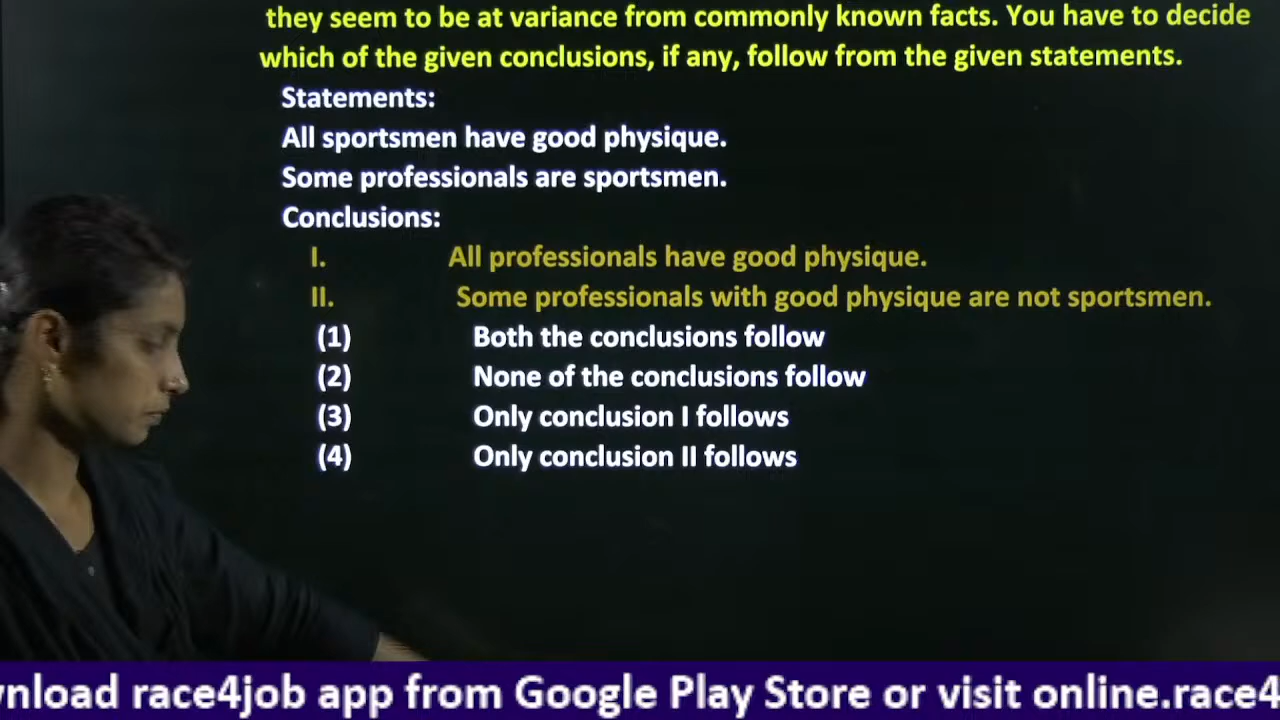 they seem to be at variance from commonly known facts. You have to decide
which of the given conclusions, if any, follow from the given statements.
Statements:
All sportsmen have good physique.
Some professionals are sportsmen.
Conclusions:
I. All professionals have good physique.
II. Some professionals with good physique are not sportsmen.
(1) Both the conclusions follow
(2) None of the conclusions follow
(3) Only conclusion I follows
(4) Only conclusion II follows
wnload race4job app from Google Play Store or visit online.race4